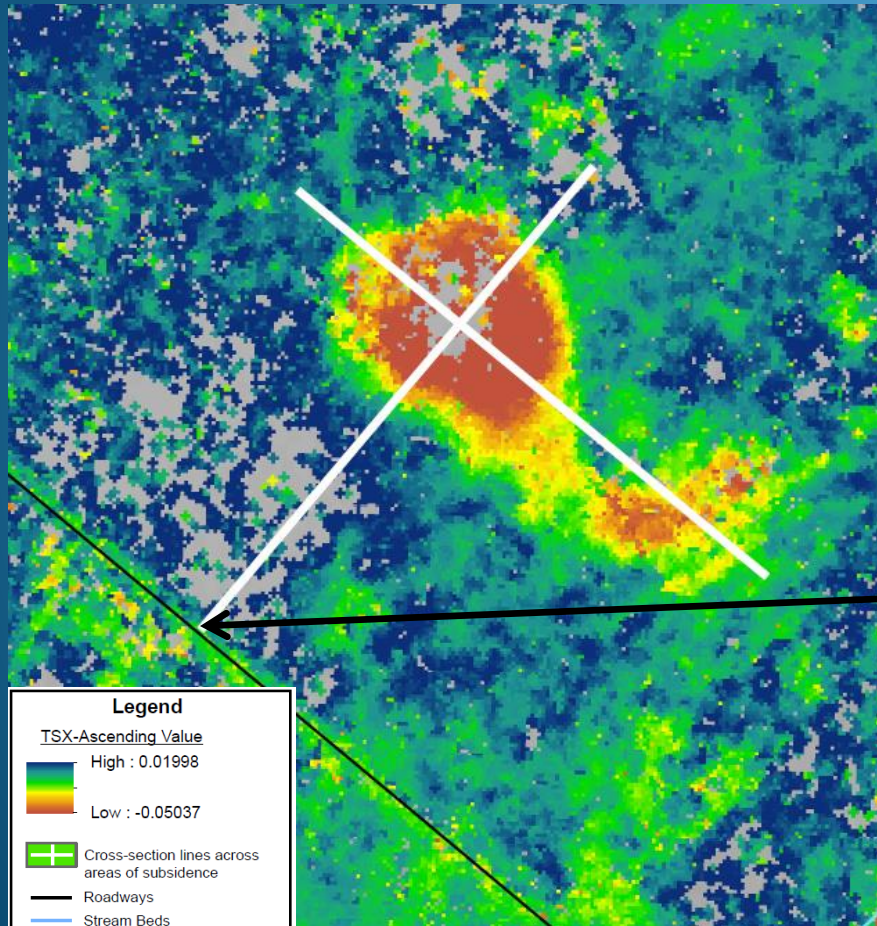 Legend
TSX-Ascending Value
High : 0.01998
Low : -0.05037
Cross-section lines across
areas of subsidence
Roadways
Stream Beds